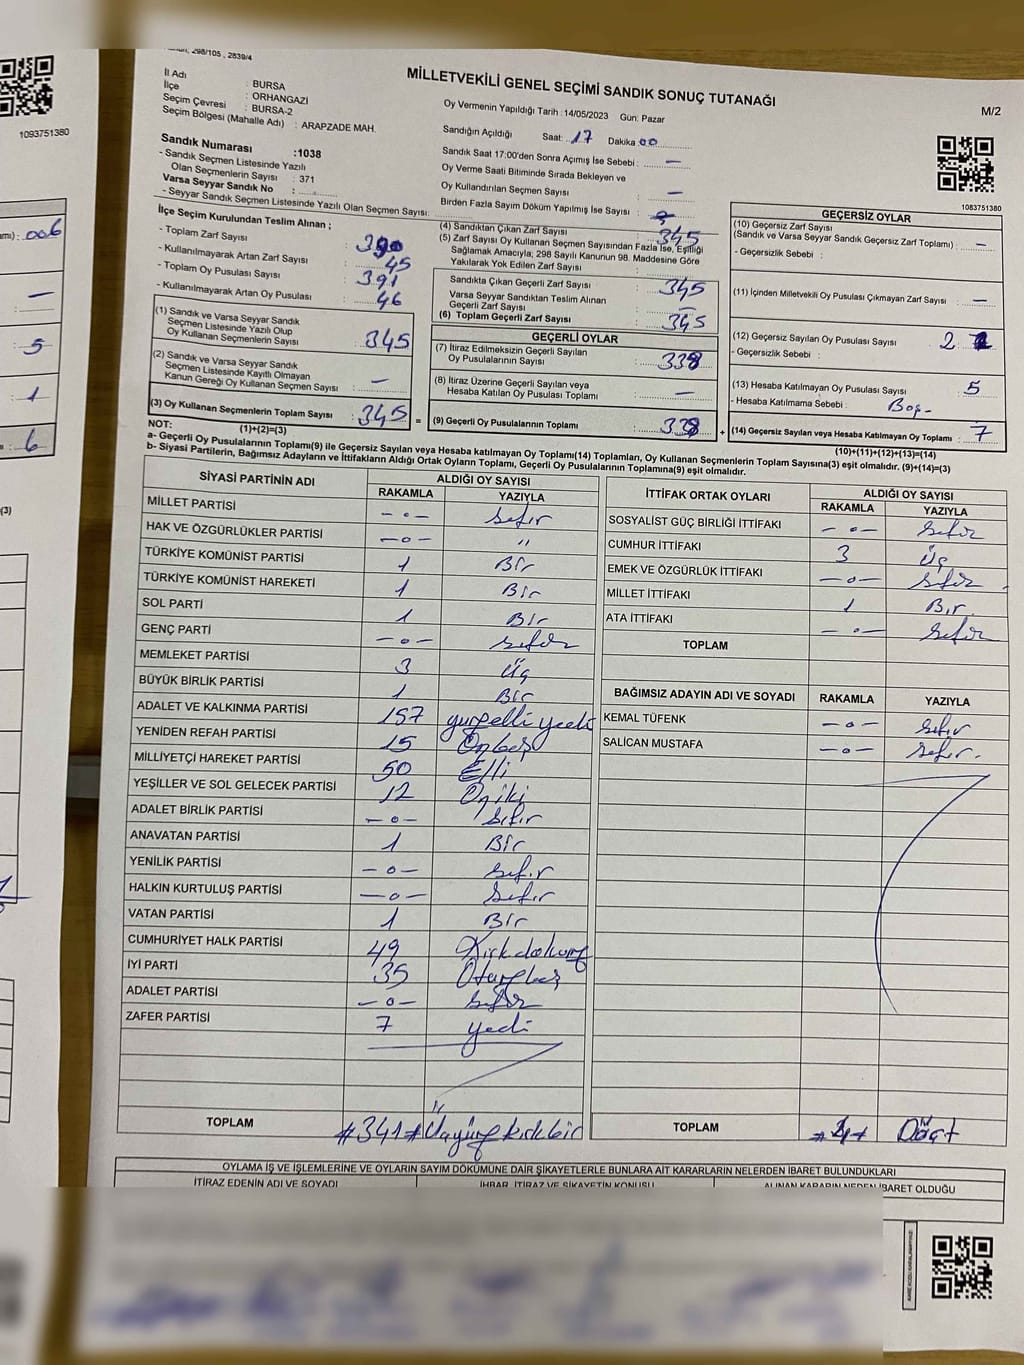 298/105 , 2839/4
MİLLETVEKİLİ GENEL SEÇİMİ SANDIK SONUÇ TUTANAĞI
M/2
1093751380
1083751380
İl Adı : BURSA
İlçe : ORHANGAZİ
Seçim Çevresi : BURSA-2
Seçim Bölgesi (Mahalle Adı) : ARAPZADE MAH.
Oy Vermenin Yapıldığı Tarih : 14/05/2023 Gün: Pazar
Sandığın Açıldığı Saat: 17 Dakika 00
Sandık Saat 17:00'den Sonra Açımış İse Sebebi : —
Oy Verme Saati Bitiminde Sırada Bekleyen ve
Oy Kullandırılan Seçmen Sayısı —
Birden Fazla Sayım Döküm Yapılmış İse Sayısı :
Sandık Numarası :1038
- Sandık Seçmen Listesinde Yazılı
Olan Seçmenlerin Sayısı : 371
Varsa Seyyar Sandık No :
- Seyyar Sandık Seçmen Listesinde Yazılı Olan Seçmen Sayısı:
İlçe Seçim Kurulundan Teslim Alınan ;
- Toplam Zarf Sayısı : 390
- Kullanılmayarak Artan Zarf Sayısı : 45
- Toplam Oy Pusulası Sayısı : 391
- Kullanılmayarak Artan Oy Pusulası : 46
(1) Sandık ve Varsa Seyyar Sandık
Seçmen Listesinde Yazılı Olup
Oy Kullanan Seçmenlerin Sayısı : 345
(2) Sandık ve Varsa Seyyar Sandık
Seçmen Listesinde Kayıtlı Olmayan
Kanun Gereği Oy Kullanan Seçmen Sayısı : —
(3) Oy Kullanan Seçmenlerin Toplam Sayısı : 345 =
(4) Sandıktan Çıkan Zarf Sayısı : 345
(5) Zarf Sayısı Oy Kullanan Seçmen Sayısından Fazla İse, Eşitliği
Sağlamak Amacıyla; 298 Sayılı Kanunun 98. Maddesine Göre
Yakılarak Yok Edilen Zarf Sayısı :
Sandıkta Çıkan Geçerli Zarf Sayısı : 345
Varsa Seyyar Sandıktan Teslim Alınan
Geçerli Zarf Sayısı :
(6) Toplam Geçerli Zarf Sayısı : 345
GEÇERLİ OYLAR
(7) İtiraz Edilmeksizin Geçerli Sayılan
Oy Pusulalarının Sayısı : 338
(8) İtiraz Üzerine Geçerli Sayılan veya
Hesaba Katılan Oy Pusulası Toplamı : —
(9) Geçerli Oy Pusulalarının Toplamı : 338 +
GEÇERSİZ OYLAR
(10) Geçersiz Zarf Sayısı
(Sandık ve Varsa Seyyar Sandık Geçersiz Zarf Toplamı) : —
- Geçersizlik Sebebi :
(11) İçinden Milletvekili Oy Pusulası Çıkmayan Zarf Sayısı : —
(12) Geçersiz Sayılan Oy Pusulası Sayısı : 2
- Geçersizlik Sebebi :
(13) Hesaba Katılmayan Oy Pusulası Sayısı : 5
- Hesaba Katılmama Sebebi : Boş-
(14) Geçersiz Sayılan veya Hesaba Katılmayan Oy Toplamı : 7
NOT: (1)+(2)=(3)
(10)+(11)+(12)+(13)=(14)
a- Geçerli Oy Pusulalarının Toplamı(9) ile Geçersiz Sayılan veya Hesaba katılmayan Oy Toplamı(14) Toplamları, Oy Kullanan Seçmenlerin Toplam Sayısına(3) eşit olmalıdır. (9)+(14)=(3)
b- Siyasi Partilerin, Bağımsız Adayların ve İttifakların Aldığı Ortak Oyların Toplamı, Geçerli Oy Pusulalarının Toplamına(9) eşit olmalıdır.
SİYASİ PARTİNİN ADI ALDIĞI OY SAYISI
RAKAMLA YAZIYLA
MİLLET PARTİSİ -o- sıfır
HAK VE ÖZGÜRLÜKLER PARTİSİ -o- "
TÜRKİYE KOMÜNİST PARTİSİ 1 Bir
TÜRKİYE KOMÜNİST HAREKETİ 1 Bir
SOL PARTİ 1 Bir
GENÇ PARTİ -o- sıfır
MEMLEKET PARTİSİ 3 Üç
BÜYÜK BİRLİK PARTİSİ 1 Bir
ADALET VE KALKINMA PARTİSİ 157 yüzelli yedi
YENİDEN REFAH PARTİSİ 15 Onbeş
MİLLİYETÇİ HAREKET PARTİSİ 50 Elli
YEŞİLLER VE SOL GELECEK PARTİSİ 12 Oniki
ADALET BİRLİK PARTİSİ -o- sıfır
ANAVATAN PARTİSİ 1 Bir
YENİLİK PARTİSİ -o- sıfır
HALKIN KURTULUŞ PARTİSİ -o- sıfır
VATAN PARTİSİ 1 Bir
CUMHURİYET HALK PARTİSİ 49 Kırkdokuz
İYİ PARTİ 35 Otuzbeş
ADALET PARTİSİ -o- sıfır
ZAFER PARTİSİ 7 yedi
TOPLAM #341# Üçyüzkırkbir
İTTİFAK ORTAK OYLARI ALDIĞI OY SAYISI
RAKAMLA YAZIYLA
SOSYALİST GÜÇ BİRLİĞİ İTTİFAKI -o- sıfır
CUMHUR İTTİFAKI 3 Üç
EMEK VE ÖZGÜRLÜK İTTİFAKI -o- sıfır
MİLLET İTTİFAKI 1 Bir
ATA İTTİFAKI -o- sıfır
TOPLAM
BAĞIMSIZ ADAYIN ADI VE SOYADI RAKAMLA YAZIYLA
KEMAL TÜFENK -o- sıfır
SALİCAN MUSTAFA -o- sıfır.
TOPLAM #4# Dört
OYLAMA İŞ VE İŞLEMLERİNE VE OYLARIN SAYIM DÖKÜMÜNE DAİR ŞİKAYETLERLE BUNLARA AİT KARARLARIN NELERDEN İBARET BULUNDUKLARI
İTİRAZ EDENİN ADI VE SOYADI İHBAR, İTİRAZ VE ŞİKAYETİN KONUSU ALINAN KARARIN NEDEN İBARET OLDUĞU
006
5
1
6
(3)